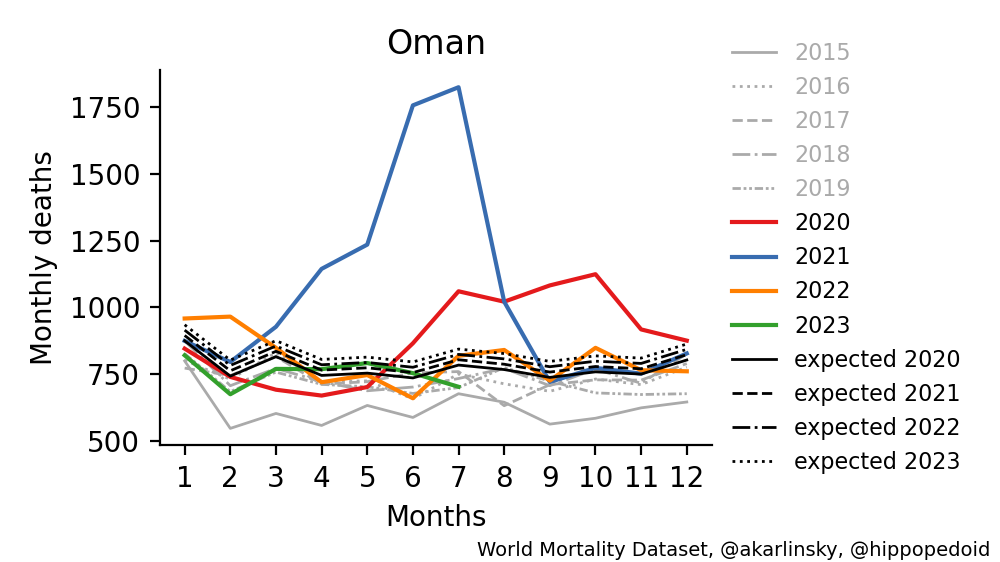 Oman
Monthly deaths
1750
1500
1250
1000
750
500
1 2 3 4 5 6 7 8 9 10 11 12
Months
2015
2016
2017
2018
2019
2020
2021
2022
2023
expected 2020
expected 2021
expected 2022
expected 2023
World Mortality Dataset, @akarlinsky, @hippopedoid